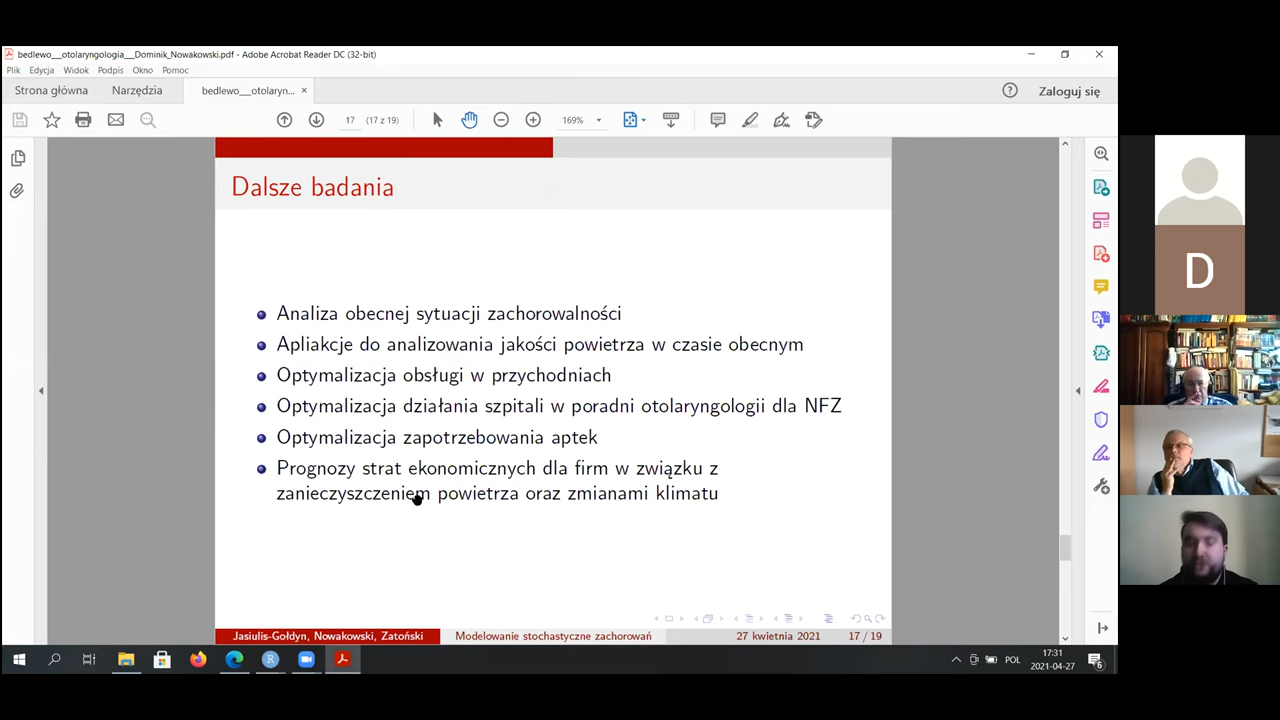 bedlewo__otolaryngologia__Dominik_Nowakowski.pdf - Adobe Acrobat Reader DC (32-bit)
Plik Edycja Widok Podpis Okno Pomoc
Strona główna Narzędzia bedlewo__otolaryn... Zaloguj się
17 (17 z 19) 169%
Dalsze badania
Analiza obecnej sytuacji zachorowalności
Apliakcje do analizowania jakości powietrza w czasie obecnym
Optymalizacja obsługi w przychodniach
Optymalizacja działania szpitali w poradni otolaryngologii dla NFZ
Optymalizacja zapotrzebowania aptek
Prognozy strat ekonomicznych dla firm w związku z
zanieczyszczeniem powietrza oraz zmianami klimatu
Jasiulis-Gołdyn, Nowakowski, Zatoński Modelowanie stochastyczne zachorowań 27 kwietnia 2021 17 / 19
D
POL 17:31
2021-04-27 6